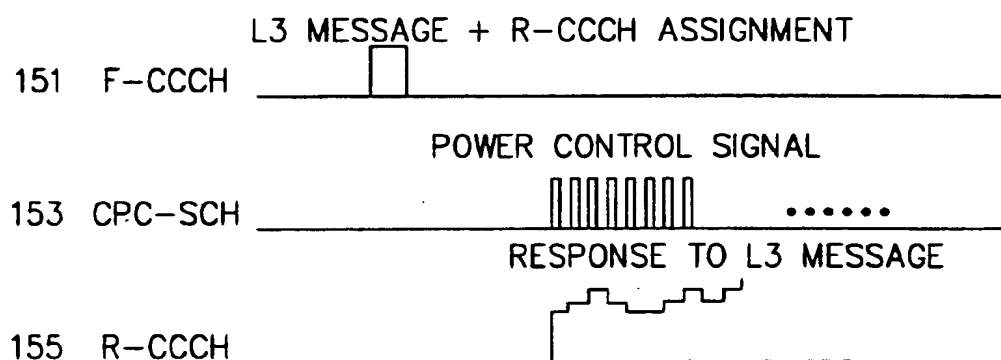 L3 MESSAGE + R-CCCH ASSIGNMENT
151 F-CCCH
POWER CONTROL SIGNAL
153 CPC-SCH
RESPONSE TO L3 MESSAGE
155 R-CCCH